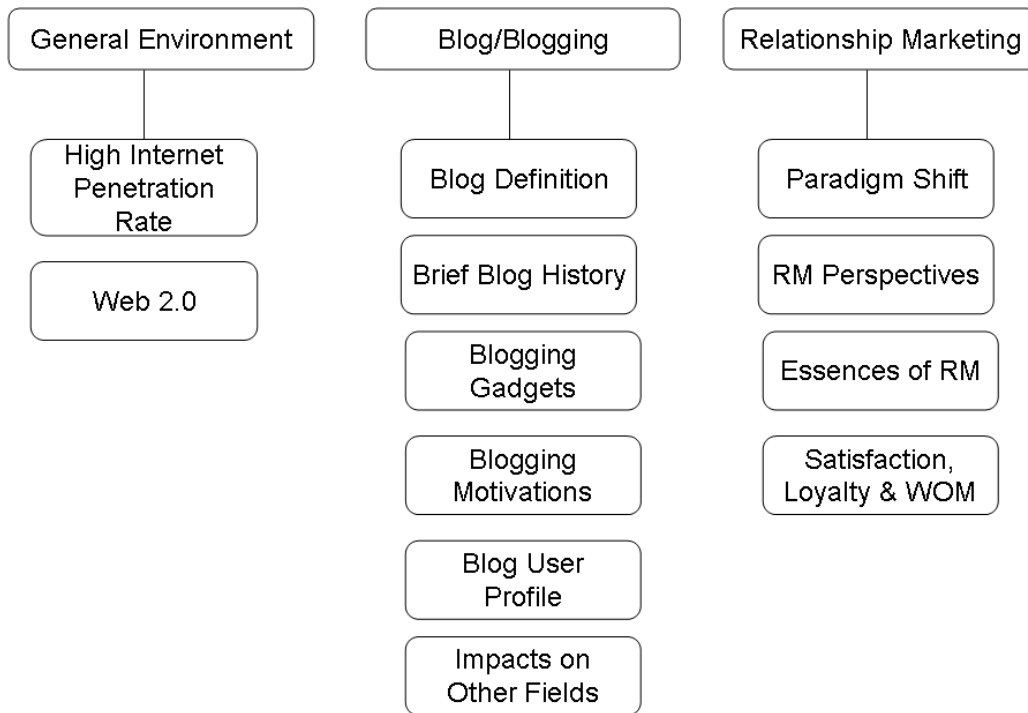 General Environment
Blog/Blogging
Relationship Marketing
High Internet
Penetration
Rate
Web 2.0
Blog Definition
Brief Blog History
Blogging
Gadgets
Blogging
Motivations
Blog User
Profile
Impacts on
Other Fields
Paradigm Shift
RM Perspectives
Essences of RM
Satisfaction,
Loyalty & WOM